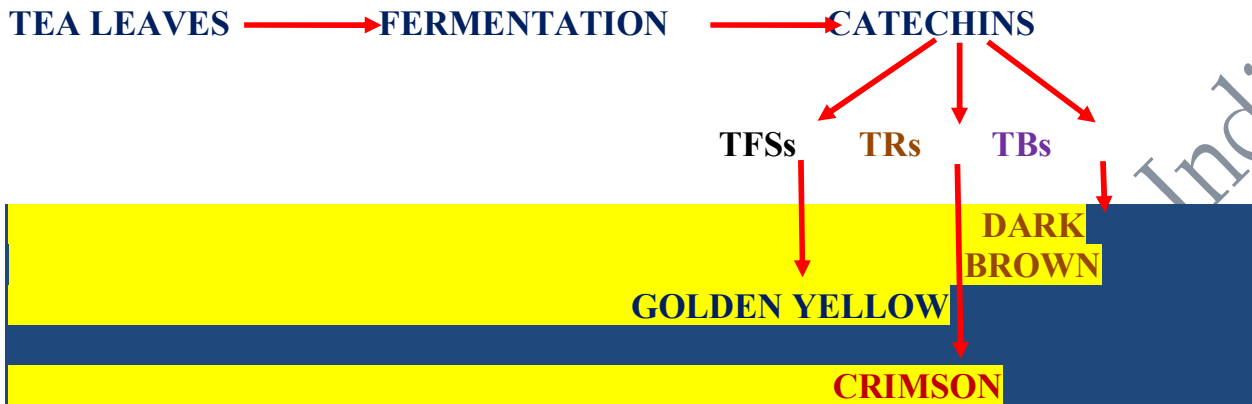 TEA LEAVES FERMENTATION CATECHINS
TFSs TRs TBs
DARK
BROWN
GOLDEN YELLOW
CRIMSON